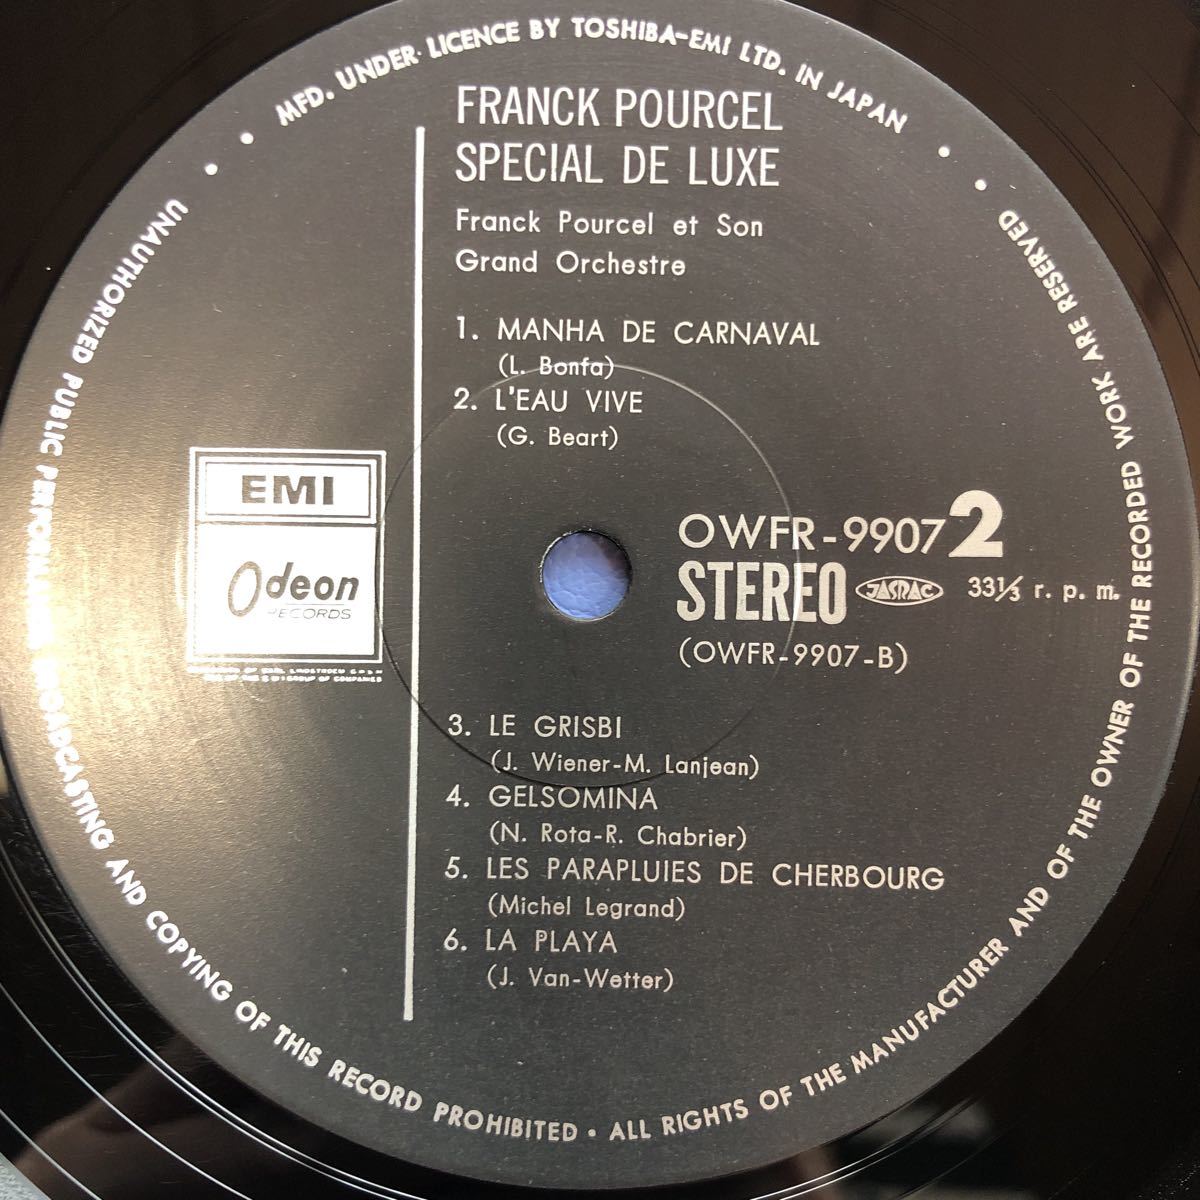 MFD. UNDER LICENCE BY TOSHIBA-EMI LTD. IN JAPAN
FRANCK POURCEL
SPECIAL DE LUXE
Franck Pourcel et Son
Grand Orchestre
1. MANHA DE CARNAVAL
(L. Bonfa)
2. L'EAU VIVE
(G. Beart)
EMI
Odeon
RECORDS
OWFR-9907 2
STEREO JASRAC 33⅓ r. p. m.
(OWFR-9907-B)
3. LE GRISBI
(J. Wiener-M. Lanjean)
4. GELSOMINA
(N. Rota-R. Chabrier)
5. LES PARAPLUIES DE CHERBOURG
(Michel Legrand)
6. LA PLAYA
(J. Van-Wetter)
UNAUTHORIZED PUBLIC PERFORMANCE BROADCASTING AND COPYING OF THIS RECORD PROHIBITED • ALL RIGHTS OF THE MANUFACTURER AND OF THE OWNER OF THE RECORDED WORK ARE RESERVED